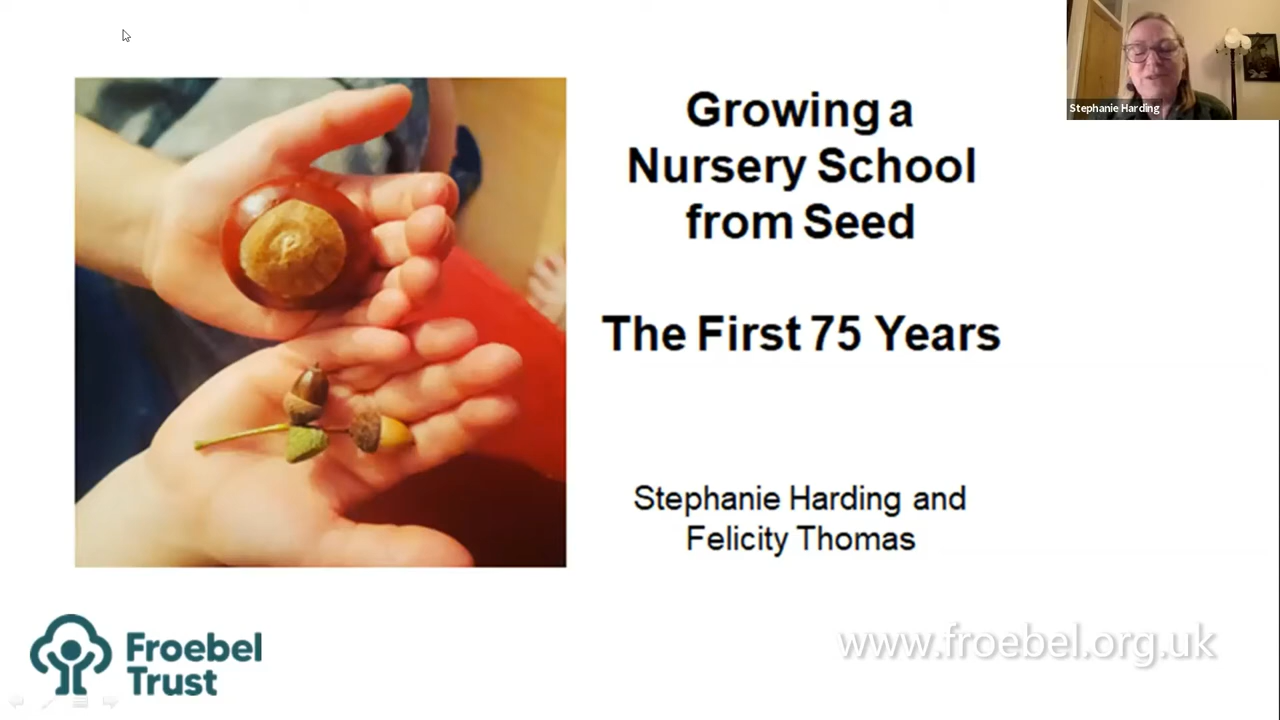 Stephanie Harding
Growing a
Nursery School
from Seed
The First 75 Years
Stephanie Harding and
Felicity Thomas
Froebel
Trust
www.froebel.org.uk